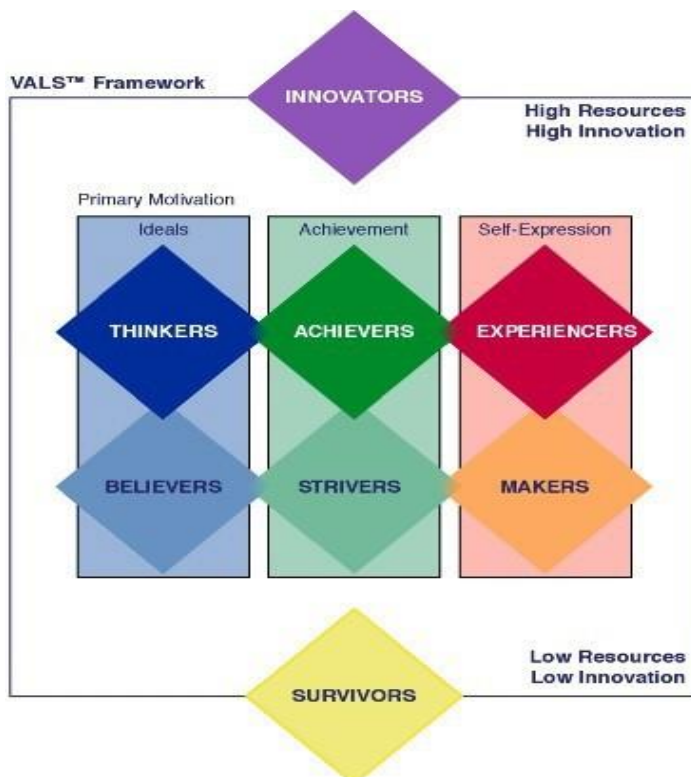 VALS™ Framework
INNOVATORS
High Resources
High Innovation
Primary Motivation
Ideals
Achievement
Self-Expression
THINKERS
ACHIEVERS
EXPERIENCERS
BELIEVERS
STRIVERS
MAKERS
Low Resources
Low Innovation
SURVIVORS